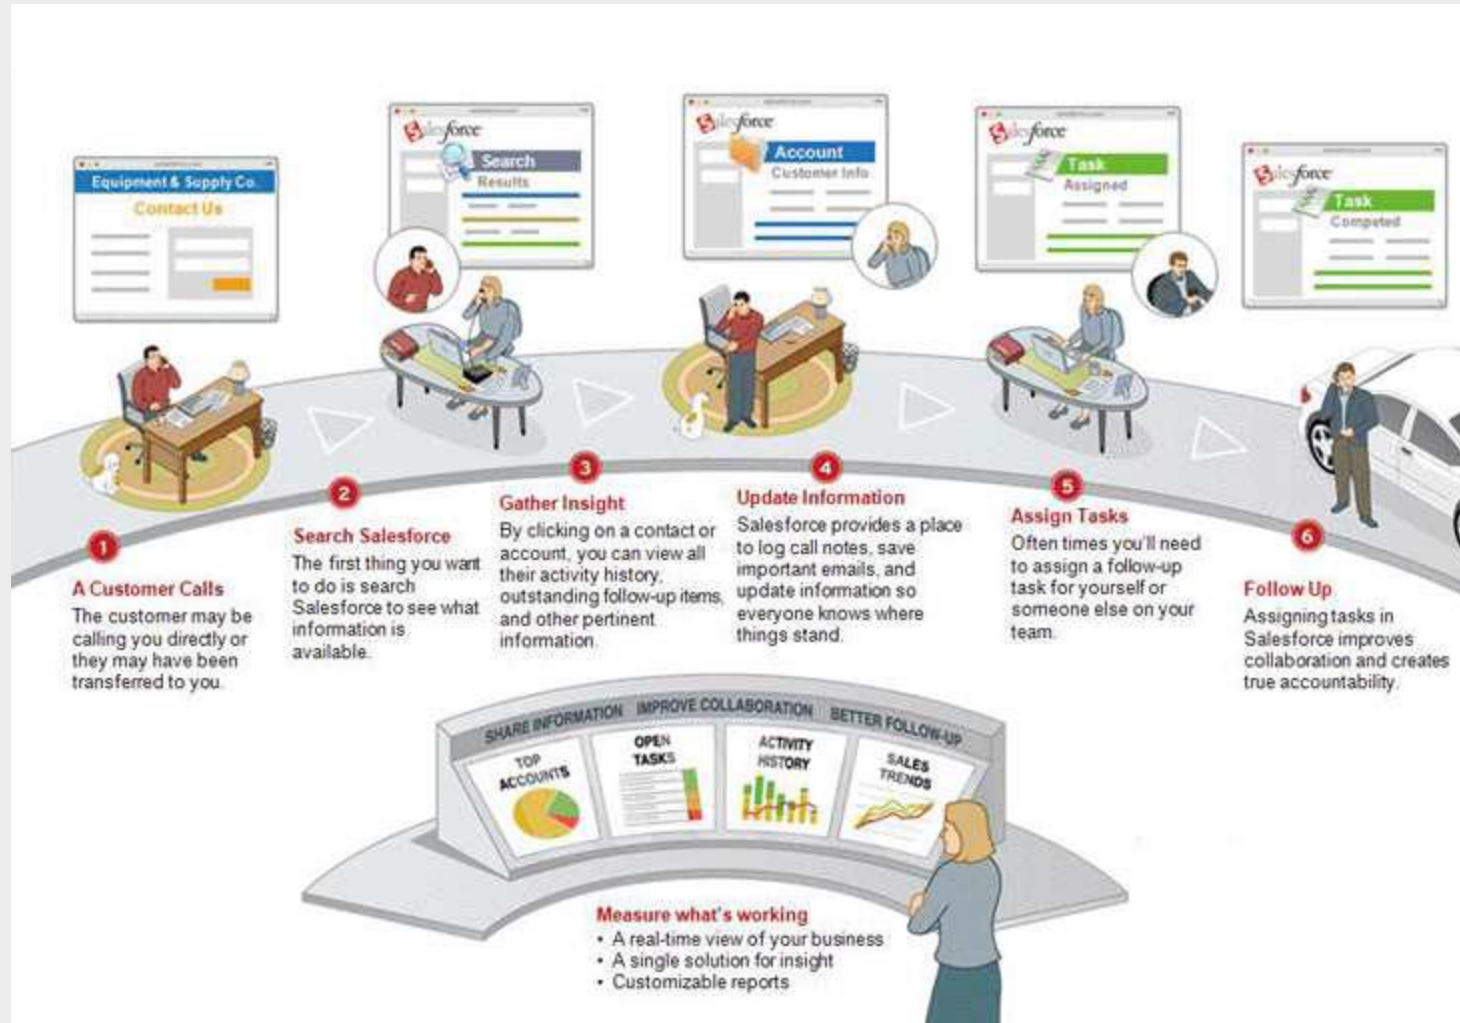 Equipment & Supply Co.
Contact Us
Salesforce
Search
Results
Salesforce
Account
Customer Info
Salesforce
Task
Assigned
Salesforce
Task
Competed
1
A Customer Calls
The customer may be
calling you directly or
they may have been
transferred to you.
2
Search Salesforce
The first thing you want
to do is search
Salesforce to see what
information is
available.
3
Gather Insight
By clicking on a contact or
account, you can view all
their activity history,
outstanding follow-up items,
and other pertinent
information.
4
Update Information
Salesforce provides a place
to log call notes, save
important emails, and
update information so
everyone knows where
things stand.
5
Assign Tasks
Often times you'll need
to assign a follow-up
task for yourself or
someone else on your
team.
6
Follow Up
Assigning tasks in
Salesforce improves
collaboration and creates
true accountability.
SHARE INFORMATION IMPROVE COLLABORATION BETTER FOLLOW-UP
TOP
ACCOUNTS
OPEN
TASKS
ACTIVITY
HISTORY
SALES
TRENDS
Measure what's working
• A real-time view of your business
• A single solution for insight
• Customizable reports